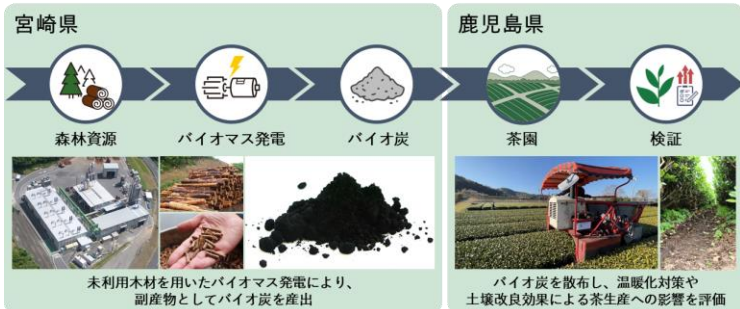 宮崎県
森林資源
バイオマス発電
バイオ炭
未利用木材を用いたバイオマス発電により、
副産物としてバイオ炭を産出
鹿児島県
茶園
検証
バイオ炭を散布し、温暖化対策や
土壌改良効果による茶生産への影響を評価